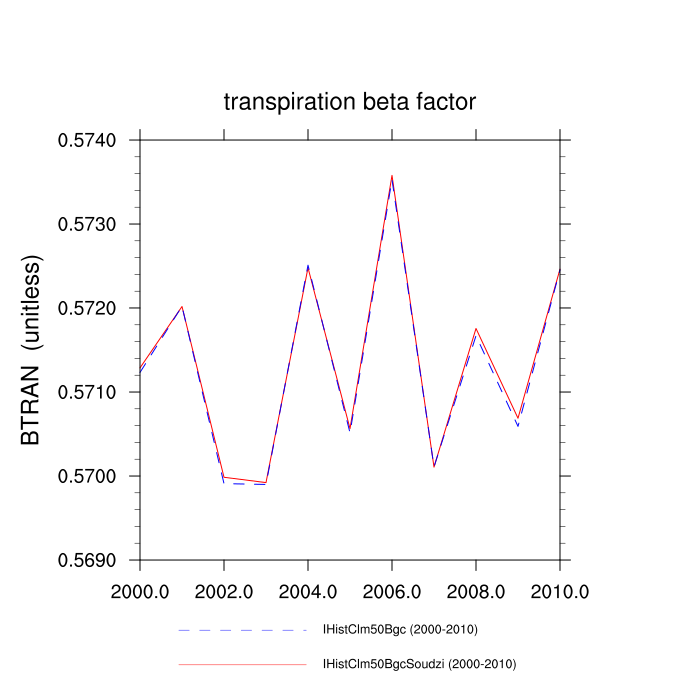 transpiration beta factor
0.5740
0.5730
0.5720
0.5710
0.5700
0.5690
BTRAN (unitless)
2000.0 2002.0 2004.0 2006.0 2008.0 2010.0
IHistClm50Bgc (2000-2010)
IHistClm50BgcSoudzi (2000-2010)